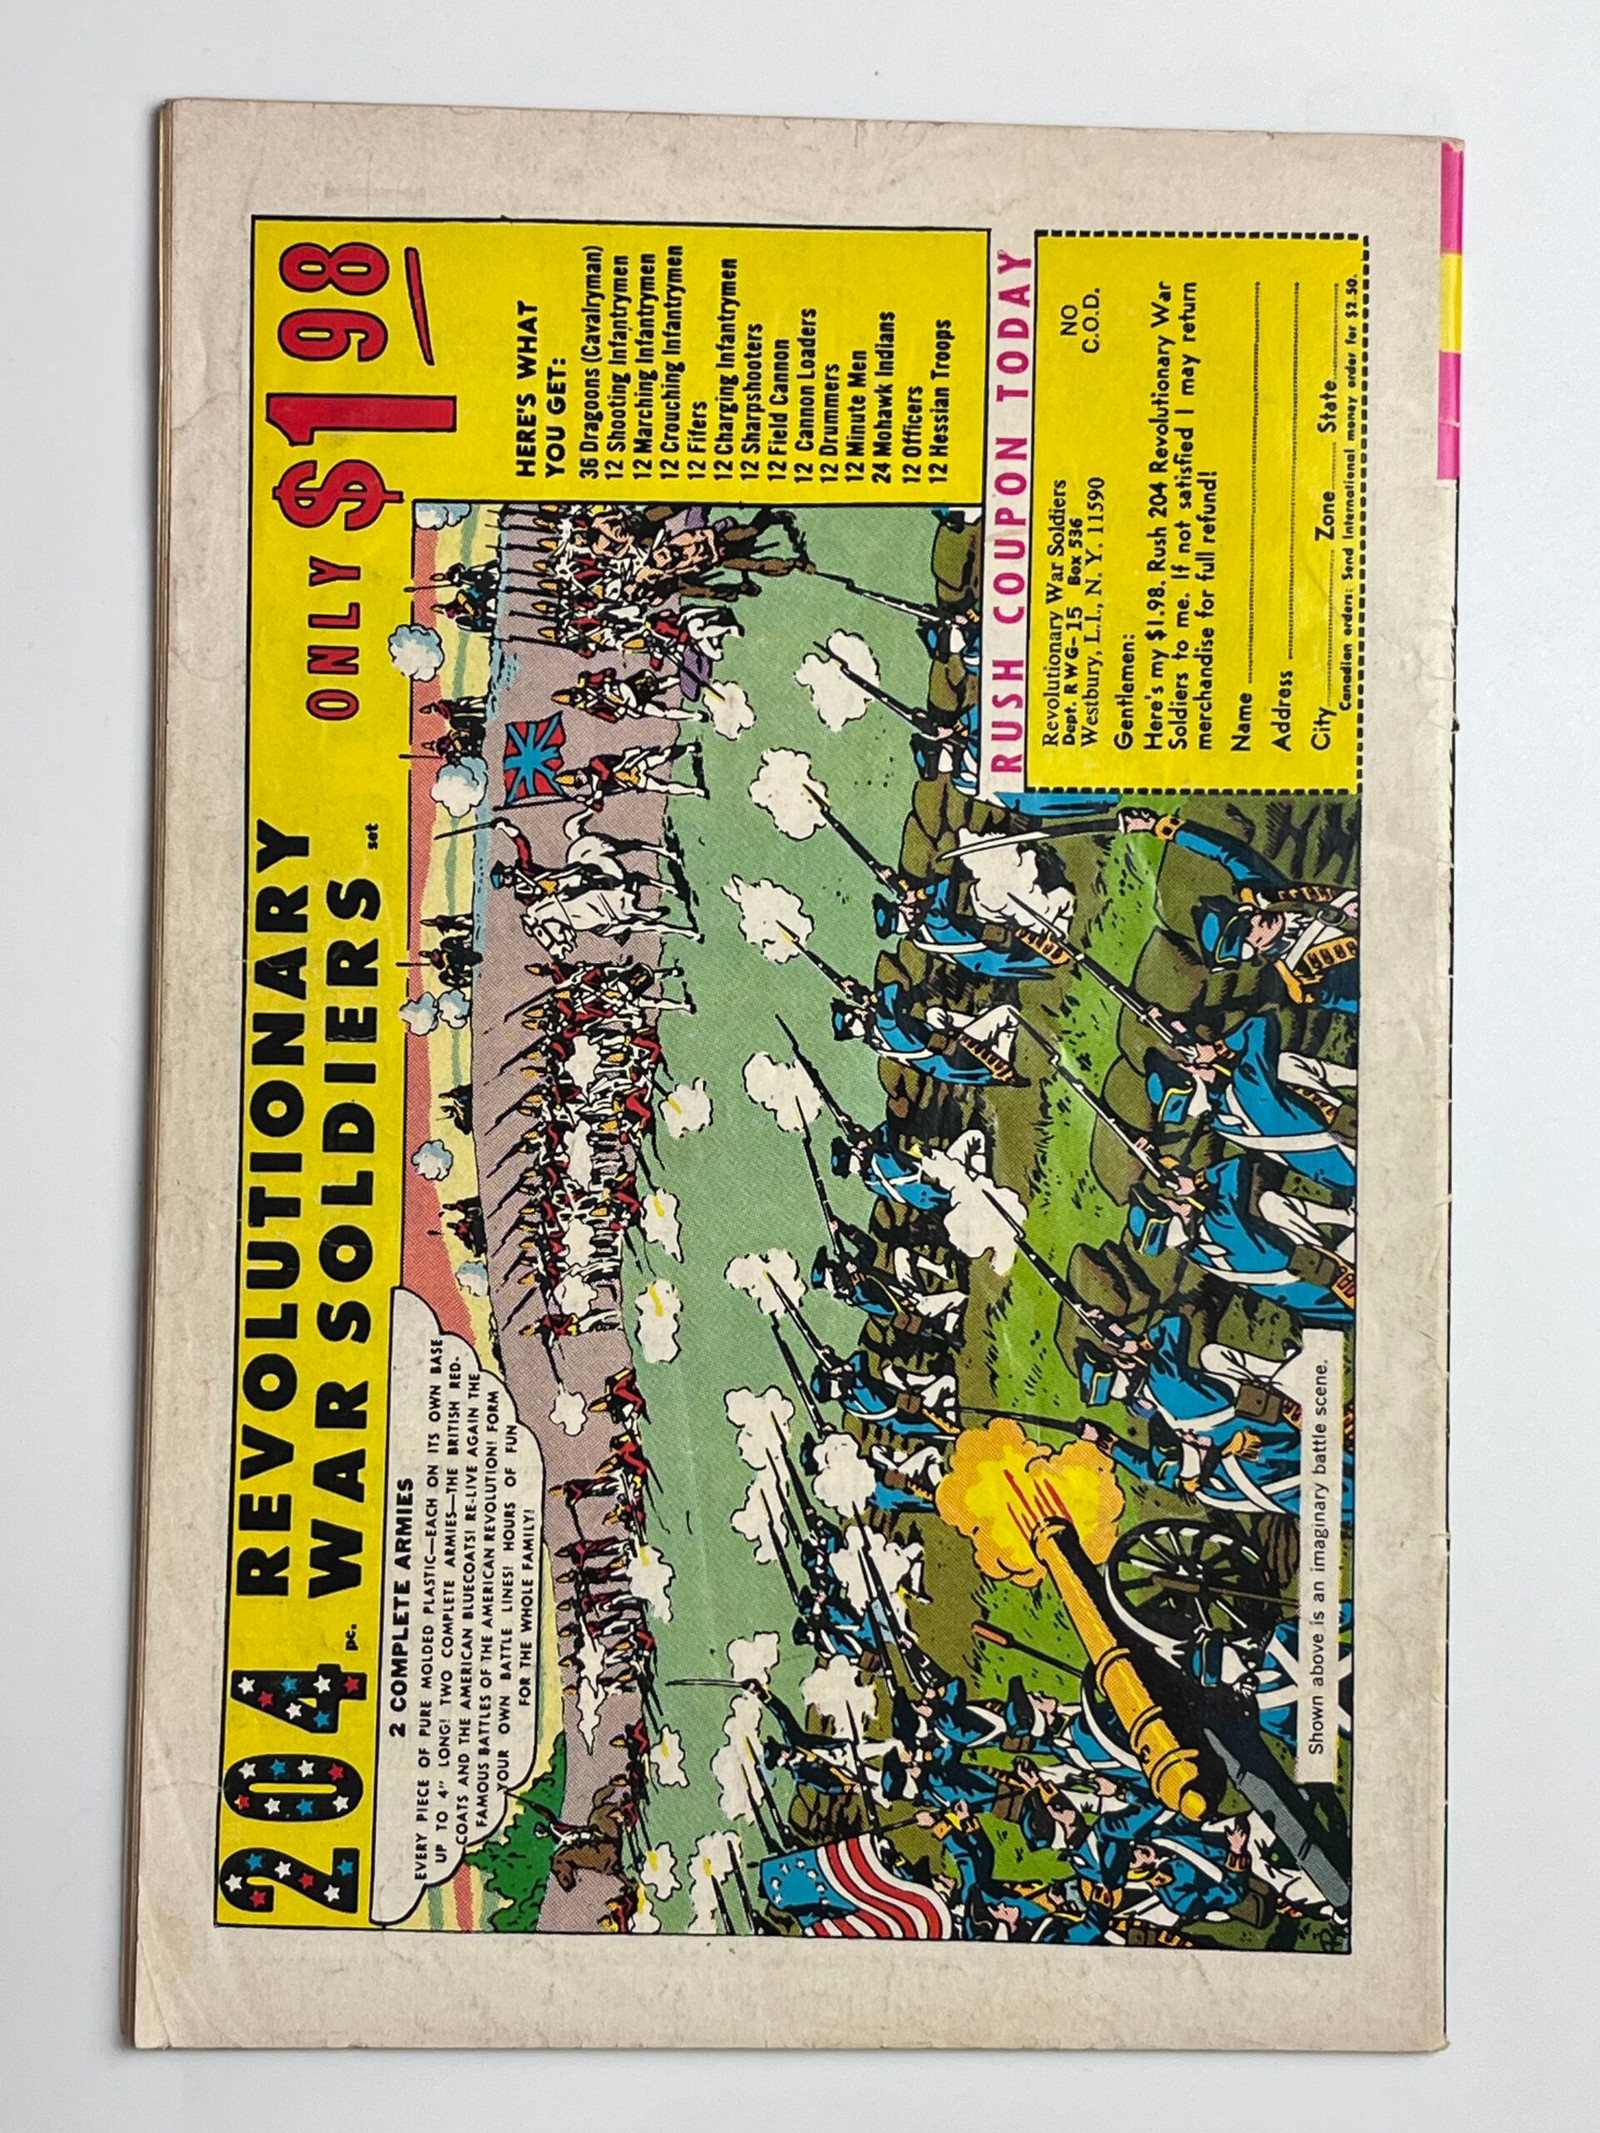 204 pc. REVOLUTIONARY
WAR SOLDIERS set
ONLY $1 98
2 COMPLETE ARMIES
EVERY PIECE OF PURE MOLDED PLASTIC—EACH ON ITS OWN BASE
UP TO 4" LONG! TWO COMPLETE ARMIES—THE BRITISH RED-
COATS AND THE AMERICAN BLUECOATS! RE-LIVE AGAIN THE
FAMOUS BATTLES OF THE AMERICAN REVOLUTION! FORM
YOUR OWN BATTLE LINES! HOURS OF FUN
FOR THE WHOLE FAMILY!
HERE'S WHAT
YOU GET:
36 Dragoons (Cavalryman)
12 Shooting Infantrymen
12 Marching Infantrymen
12 Crouching Infantrymen
12 Fifers
12 Charging Infantrymen
12 Sharpshooters
12 Field Cannon
12 Cannon Loaders
12 Drummers
12 Minute Men
24 Mohawk Indians
12 Officers
12 Hessian Troops
RUSH COUPON TODAY
Revolutionary War Soldiers
Dept. RWG-15 Box 536
Westbury, L.I., N.Y. 11590
NO
C.O.D.
Gentlemen:
Here's my $1.98. Rush 204 Revolutionary War
Soldiers to me. If not satisfied I may return
merchandise for full refund!
Name
Address
City Zone State
Canadian orders: Send International money order for $2.50.
Shown above is an imaginary battle scene.